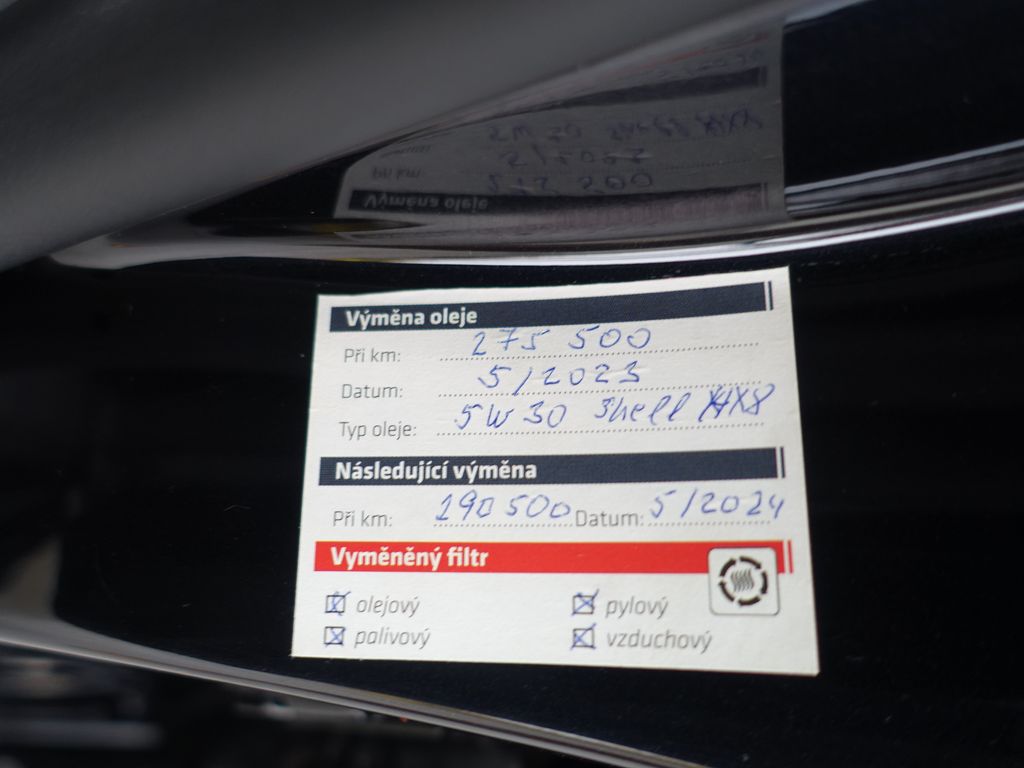 Výměna oleje
Při km: 275 500
Datum: 5/2023
Typ oleje: 5W30 Shell HX8
Následující výměna
Při km: 290 500 Datum: 5/2024
Vyměněný filtr
olejový pylový
palivový vzduchový